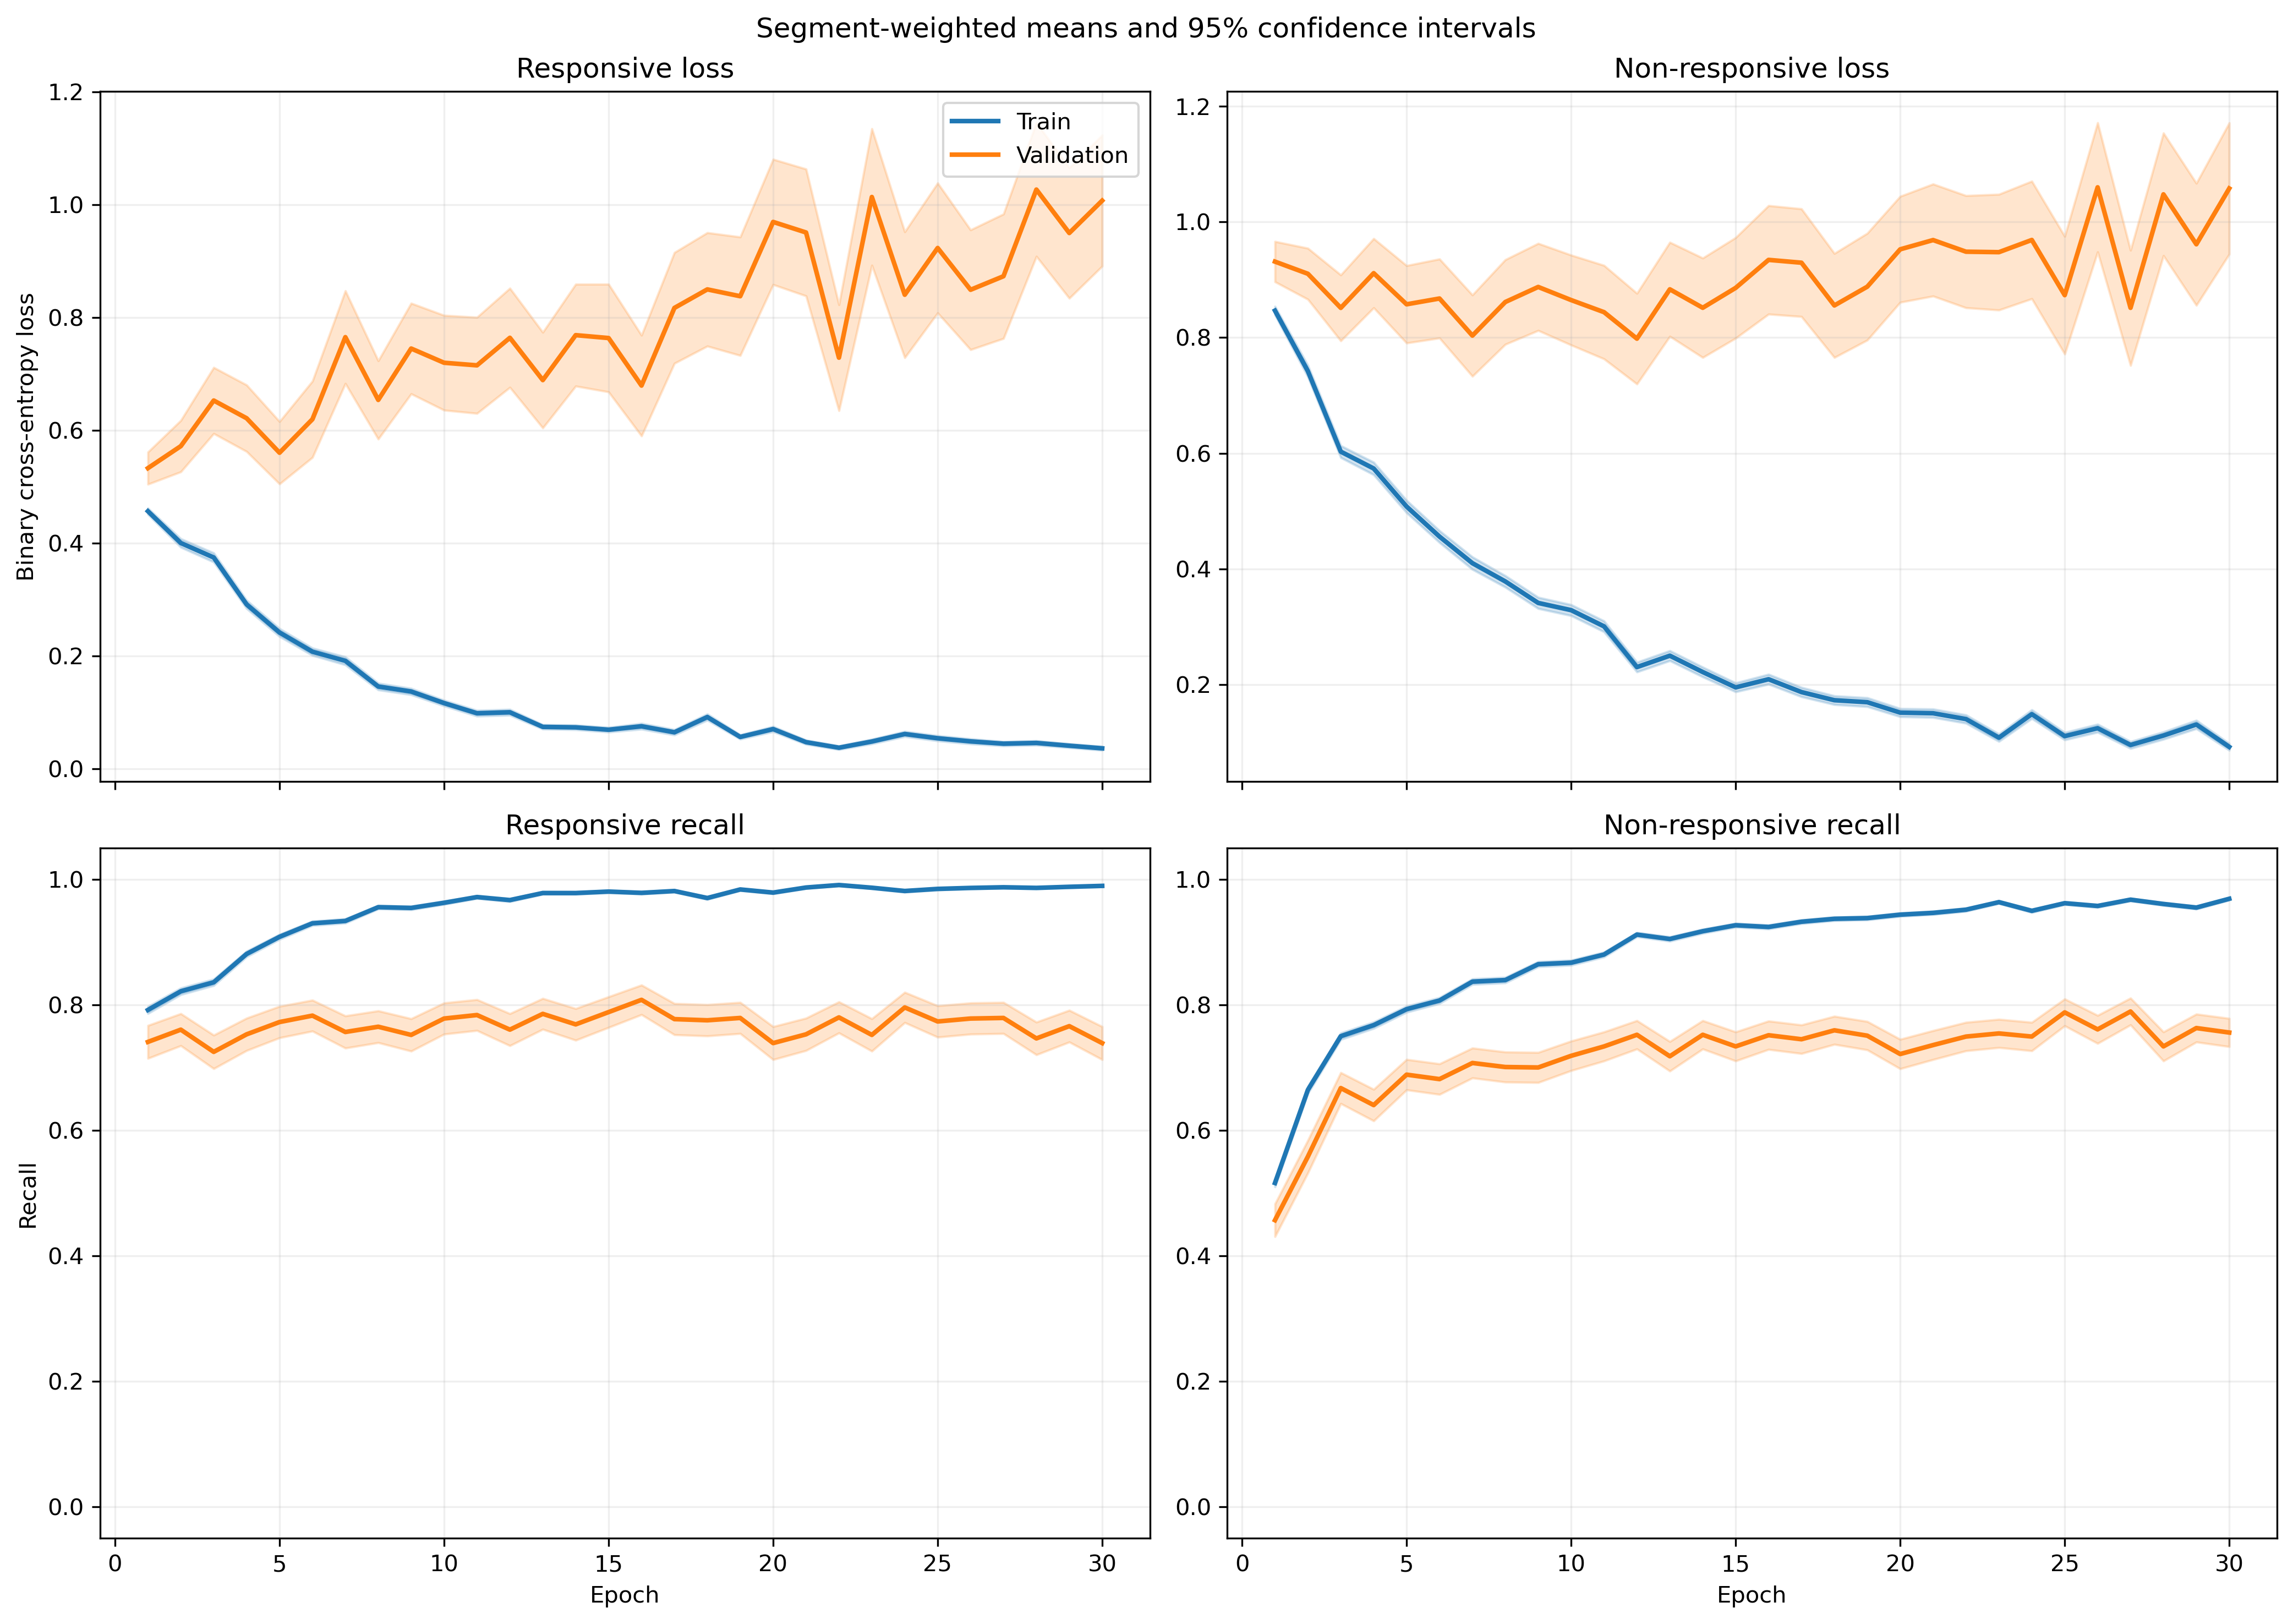 Segment-weighted means and 95% confidence intervals
Responsive loss
Non-responsive loss
Binary cross-entropy loss
1.2
1.0
0.8
0.6
0.4
0.2
0.0
Train
Validation
1.2
1.0
0.8
0.6
0.4
0.2
Responsive recall
Non-responsive recall
Recall
1.0
0.8
0.6
0.4
0.2
0.0
0 5 10 15 20 25 30
Epoch
1.0
0.8
0.6
0.4
0.2
0.0
0 5 10 15 20 25 30
Epoch